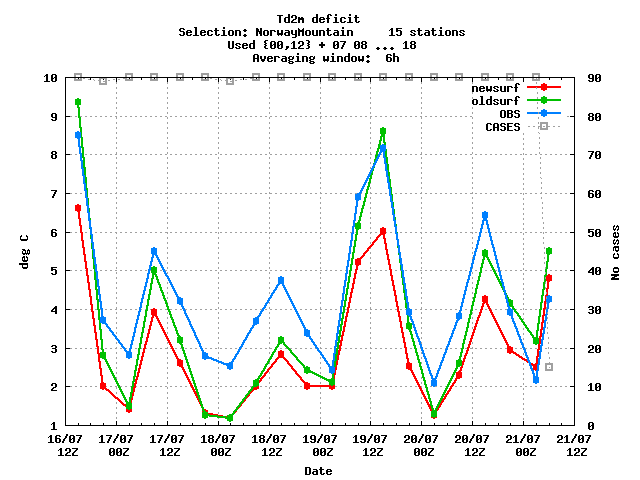 Td2m deficit
Selection: NorwayMountain     15 stations
Used {00,12} + 07 08 ... 18
Averaging window:  6h
newsurf
oldsurf
OBS
CASES
10
9
8
7
6
5
4
3
2
1
deg C
90
80
70
60
50
40
30
20
10
0
No cases
16/07 17/07 17/07 18/07 18/07 19/07 19/07 20/07 20/07 21/07 21/07
12Z 00Z 12Z 00Z 12Z 00Z 12Z 00Z 12Z 00Z 12Z
Date